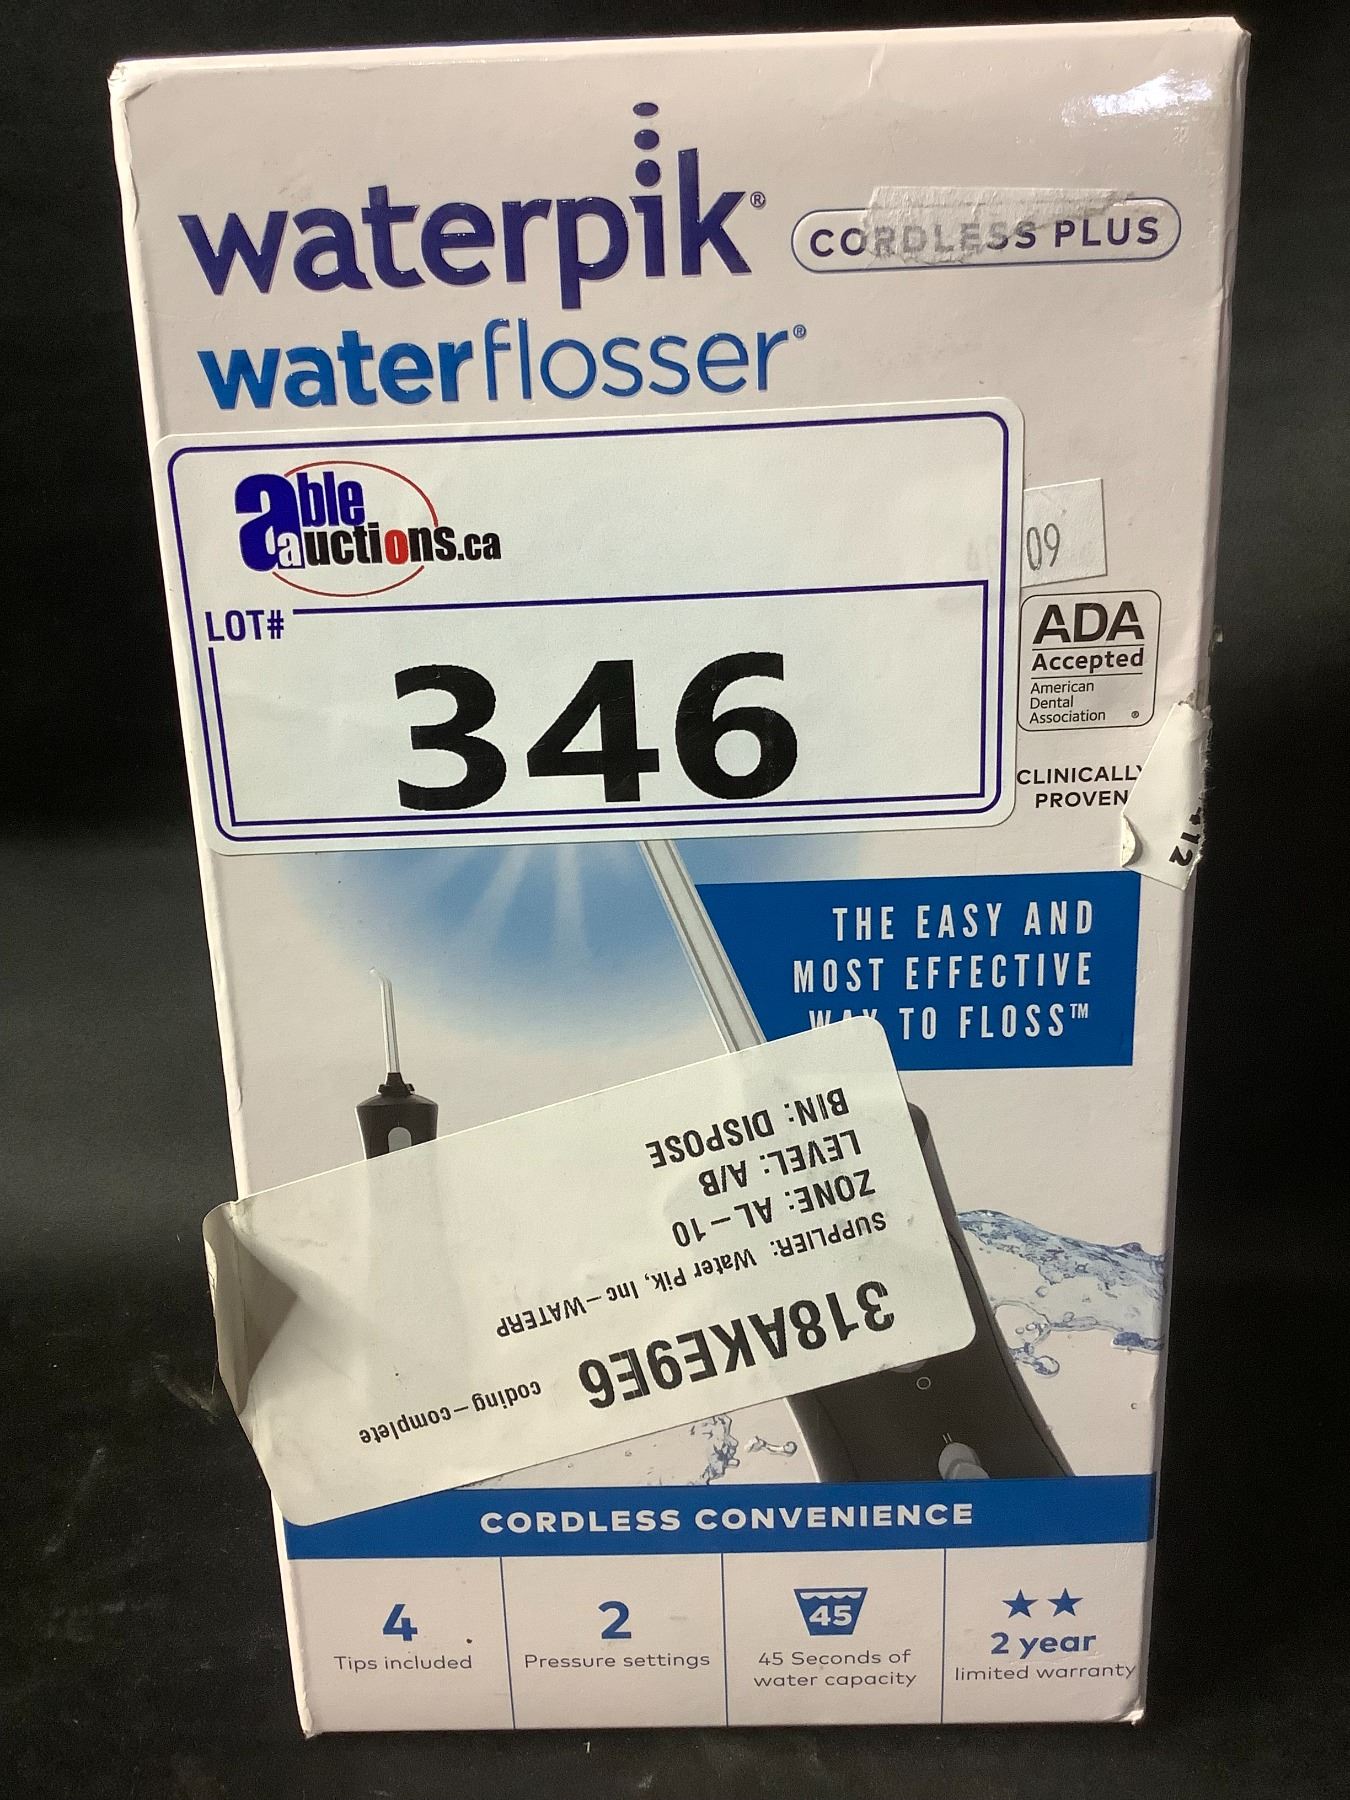 waterpik®
CORDLESS PLUS
waterflosser®
able
auctions.ca
LOT#
346
09
ADA
Accepted
American
Dental
Association ®
CLINICALLY
PROVEN
412
THE EASY AND
MOST EFFECTIVE
WAY TO FLOSS™
318AKE9E6
coding-complete
SUPPLIER: Water Pik, Inc-WATERP
ZONE: AL-10
LEVEL: A/B
BIN: DISPOSE
CORDLESS CONVENIENCE
4
Tips included
2
Pressure settings
45
45 Seconds of
water capacity
2 year
limited warranty